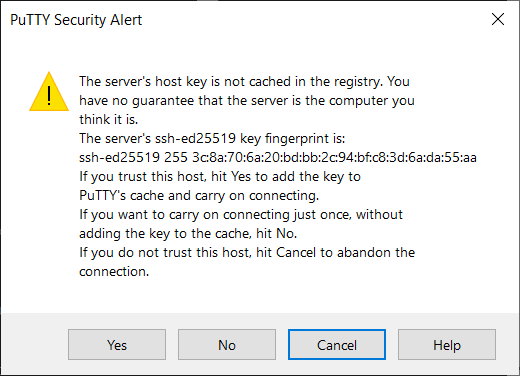 PuTTY Security Alert
The server's host key is not cached in the registry. You
have no guarantee that the server is the computer you
think it is.
The server's ssh-ed25519 key fingerprint is:
ssh-ed25519 255 3c:8a:70:6a:20:bd:bb:2c:94:bf:c8:3d:6a:da:55:aa
If you trust this host, hit Yes to add the key to
PuTTY's cache and carry on connecting.
If you want to carry on connecting just once, without
adding the key to the cache, hit No.
If you do not trust this host, hit Cancel to abandon the
connection.
Yes No Cancel Help